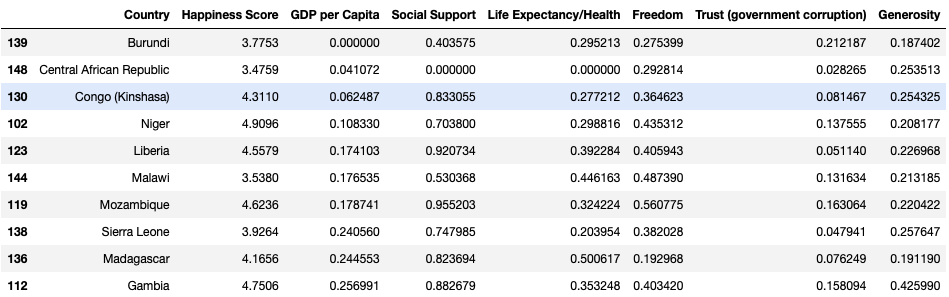 Country Happiness Score GDP per Capita Social Support Life Expectancy/Health Freedom Trust (government corruption) Generosity
139 Burundi 3.7753 0.000000 0.403575 0.295213 0.275399 0.212187 0.187402
148 Central African Republic 3.4759 0.041072 0.000000 0.000000 0.292814 0.028265 0.253513
130 Congo (Kinshasa) 4.3110 0.062487 0.833055 0.277212 0.364623 0.081467 0.254325
102 Niger 4.9096 0.108330 0.703800 0.298816 0.435312 0.137555 0.208177
123 Liberia 4.5579 0.174103 0.920734 0.392284 0.405943 0.051140 0.226968
144 Malawi 3.5380 0.176535 0.530368 0.446163 0.487390 0.131634 0.213185
119 Mozambique 4.6236 0.178741 0.955203 0.324224 0.560775 0.163064 0.220422
138 Sierra Leone 3.9264 0.240560 0.747985 0.203954 0.382028 0.047941 0.257647
136 Madagascar 4.1656 0.244553 0.823694 0.500617 0.192968 0.076249 0.191190
112 Gambia 4.7506 0.256991 0.882679 0.353248 0.403420 0.158094 0.425990